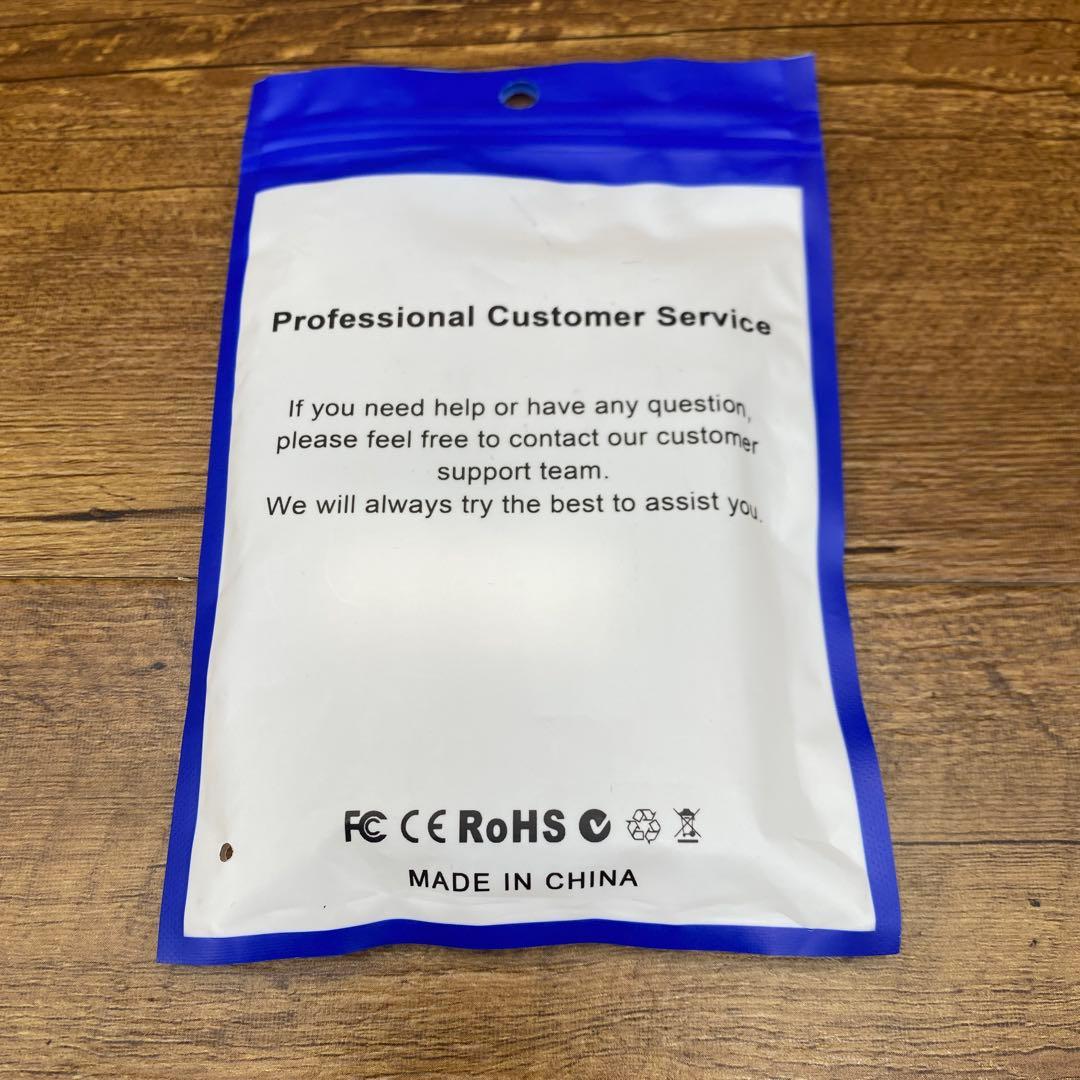 Professional Customer Service
If you need help or have any question,
please feel free to contact our customer
support team.
We will always try the best to assist you.
FC CE RoHS
MADE IN CHINA